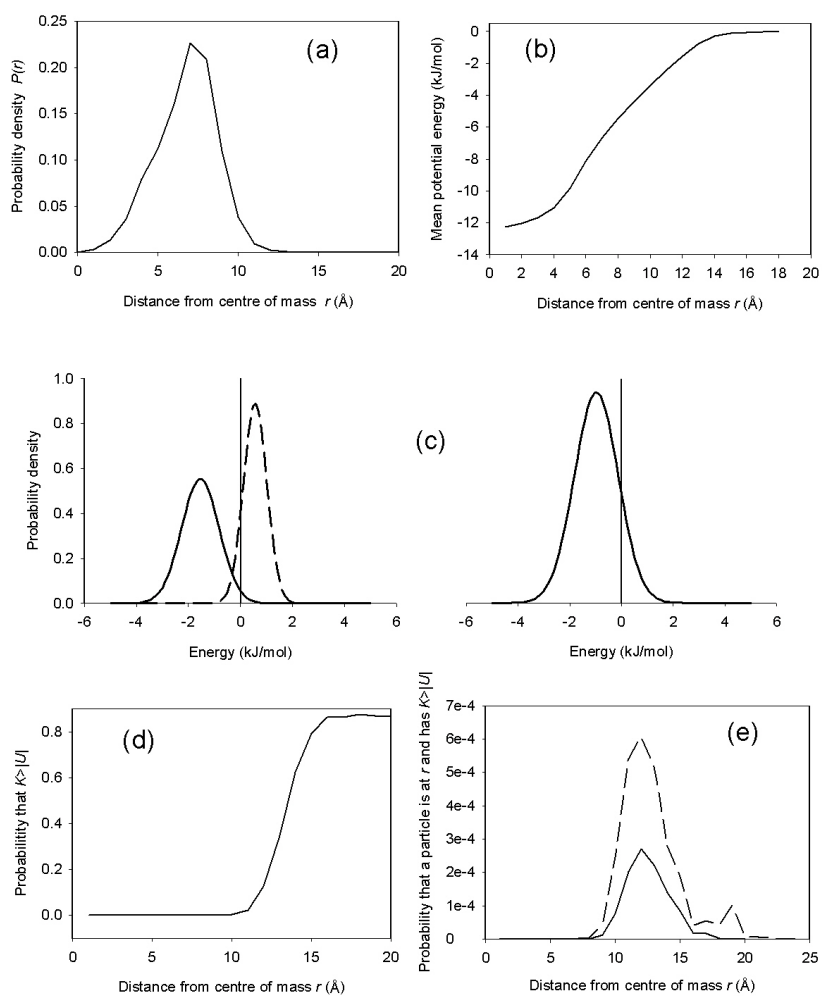 0.25
0.20
0.15
0.10
0.05
0.00
0 5 10 15 20
Probability density P(r)
Distance from centre of mass r (Å)
(a)
0
-2
-4
-6
-8
-10
-12
-14
0 2 4 6 8 10 12 14 16 18 20
Mean potential energy (kJ/mol)
Distance from centre of mass r (Å)
(b)
1.0
0.8
0.6
0.4
0.2
0.0
-6 -4 -2 0 2 4 6
Probability density
Energy (kJ/mol)
(c)
-6 -4 -2 0 2 4 6
Energy (kJ/mol)
0.8
0.6
0.4
0.2
0.0
0 5 10 15 20
Probabilitity that K>|U|
Distance from centre of mass r (Å)
(d)
7e-4
6e-4
5e-4
4e-4
3e-4
2e-4
1e-4
0
0 5 10 15 20 25
Probability that a particle is at r and has K>|U|
Distance from centre of mass r (Å)
(e)